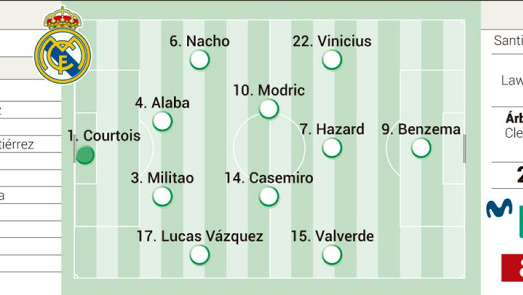 6. Nacho
22. Vinicius
Santi
10. Modric
4. Alaba
Law
Árb
1. Courtois
7. Hazard
9. Benzema
Cle
tiérrez
3. Militao
14. Casemiro
2
a
17. Lucas Vázquez
15. Valverde